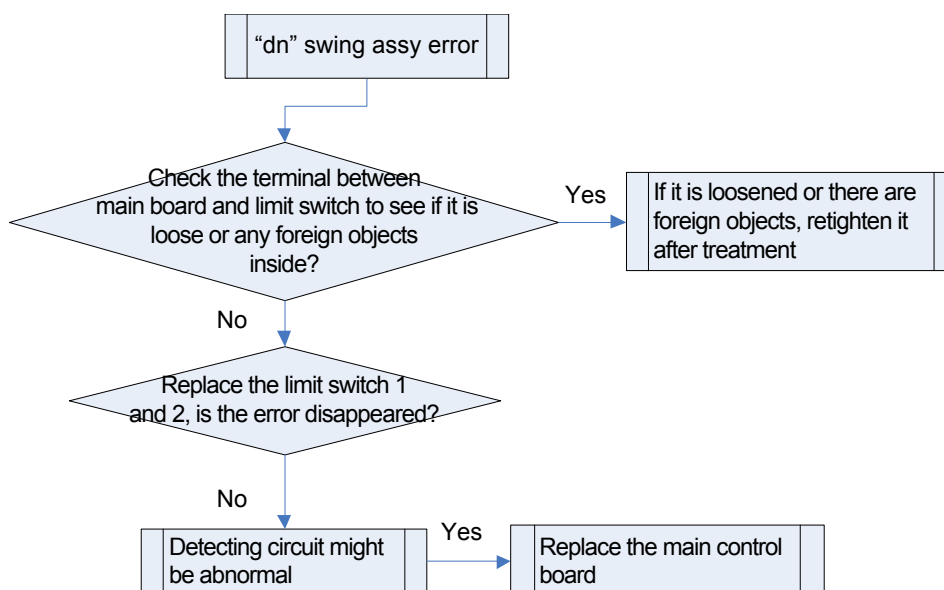 “dn” swing assy error
Check the terminal between
main board and limit switch to see if it is
loose or any foreign objects
inside?
Yes
If it is loosened or there are
foreign objects, retighten it
after treatment
No
Replace the limit switch 1
and 2, is the error disappeared?
No
Detecting circuit might
be abnormal
Yes
Replace the main control
board